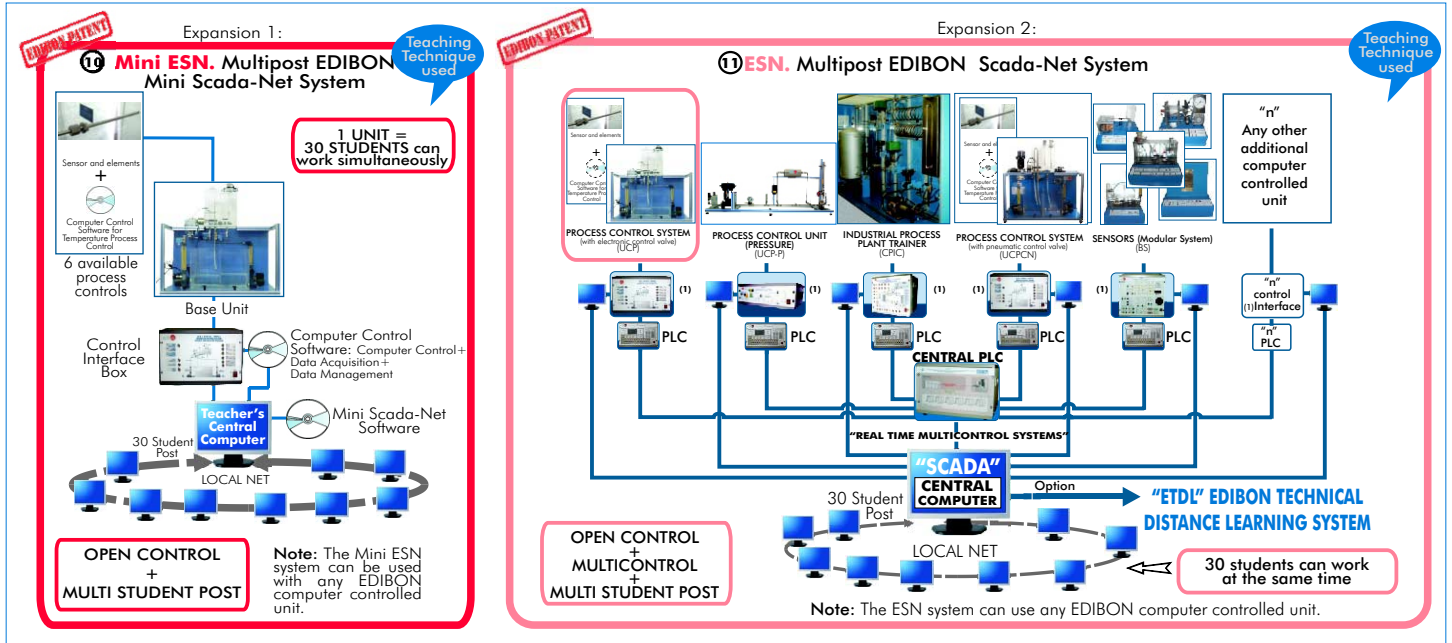 Expansion 1:
EDIBON PATENT
Teaching
Technique
used
10 Mini ESN. Multipost EDIBON
Mini Scada-Net System
1 UNIT =
30 STUDENTS can
work simultaneously
Sensor and elements
+
Computer Control
Software for
Temperature Process
Control
6 available
process
controls
Base Unit
Control
Interface
Box
Computer Control
Software: Computer Control+
Data Acquisition+
Data Management
Teacher's
Central
Computer
Mini Scada-Net
Software
30 Student
Post
LOCAL NET
OPEN CONTROL
+
MULTI STUDENT POST
Note: The Mini ESN
system can be used
with any EDIBON
computer controlled
unit.
Expansion 2:
EDIBON PATENT
Teaching
Technique
used
11 ESN. Multipost EDIBON Scada-Net System
Sensor and elements
+
PROCESS CONTROL SYSTEM
(with electronic control valve)
(UCP)
PROCESS CONTROL UNIT
(PRESSURE)
(UCP-P)
INDUSTRIAL PROCESS
PLANT TRAINER
(CPIC)
Sensor and elements
+
PROCESS CONTROL SYSTEM
(with pneumatic control valve)
(UCPCN)
SENSORS (Modular System)
(BS)
"n"
Any other
additional
computer
controlled
unit
(1)
(1)
(1)
(1)
(1)
"n"
control
(1)Interface
PLC
PLC
PLC
PLC
PLC
"n"
PLC
CENTRAL PLC
"REAL TIME MULTICONTROL SYSTEMS"
"SCADA"
CENTRAL
COMPUTER
Option
"ETDL" EDIBON TECHNICAL
DISTANCE LEARNING SYSTEM
30 Student
Post
LOCAL NET
OPEN CONTROL
+
MULTICONTROL
+
MULTI STUDENT POST
30 students can work
at the same time
Note: The ESN system can use any EDIBON computer controlled unit.